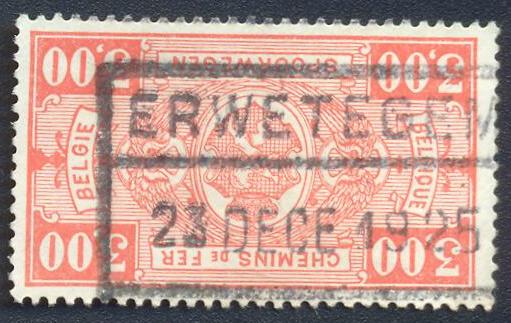 3,00 SPOORWEGEN 3,00
ERWETEGEM
BELGIE
BELGIQUE
23 DECE 1925
3,00 CHEMINS DE FER 3,00